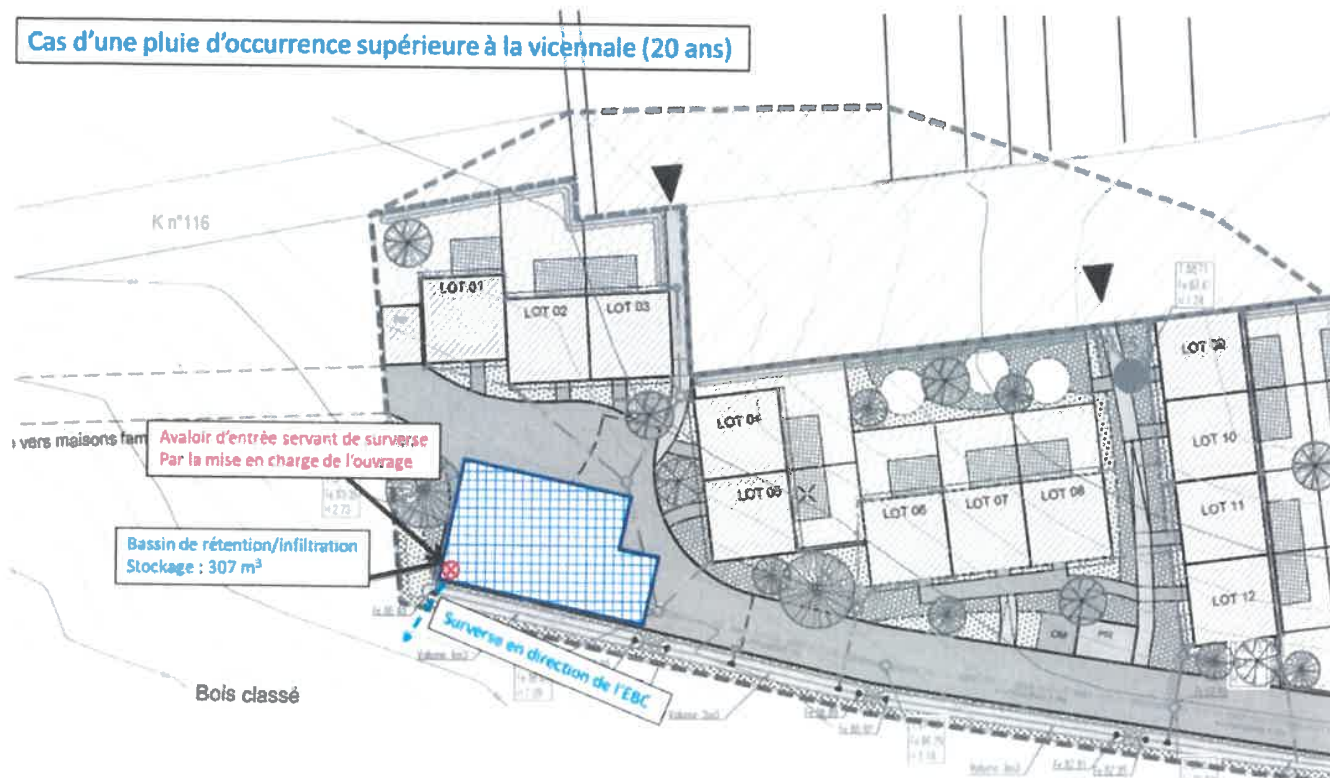 Cas d'une pluie d'occurrence supérieure à la vicennale (20 ans)
K n°116
LOT 01
LOT 02
LOT 03
LOT 04
LOT 05
LOT 06
LOT 07
LOT 08
LOT 10
LOT 11
LOT 12
vers maisons fam
Avaloir d'entrée servant de surverse
Par la mise en charge de l'ouvrage
Bassin de rétention/infiltration
Stockage : 307 m³
Surverse en direction de l'EBC
Bois classé